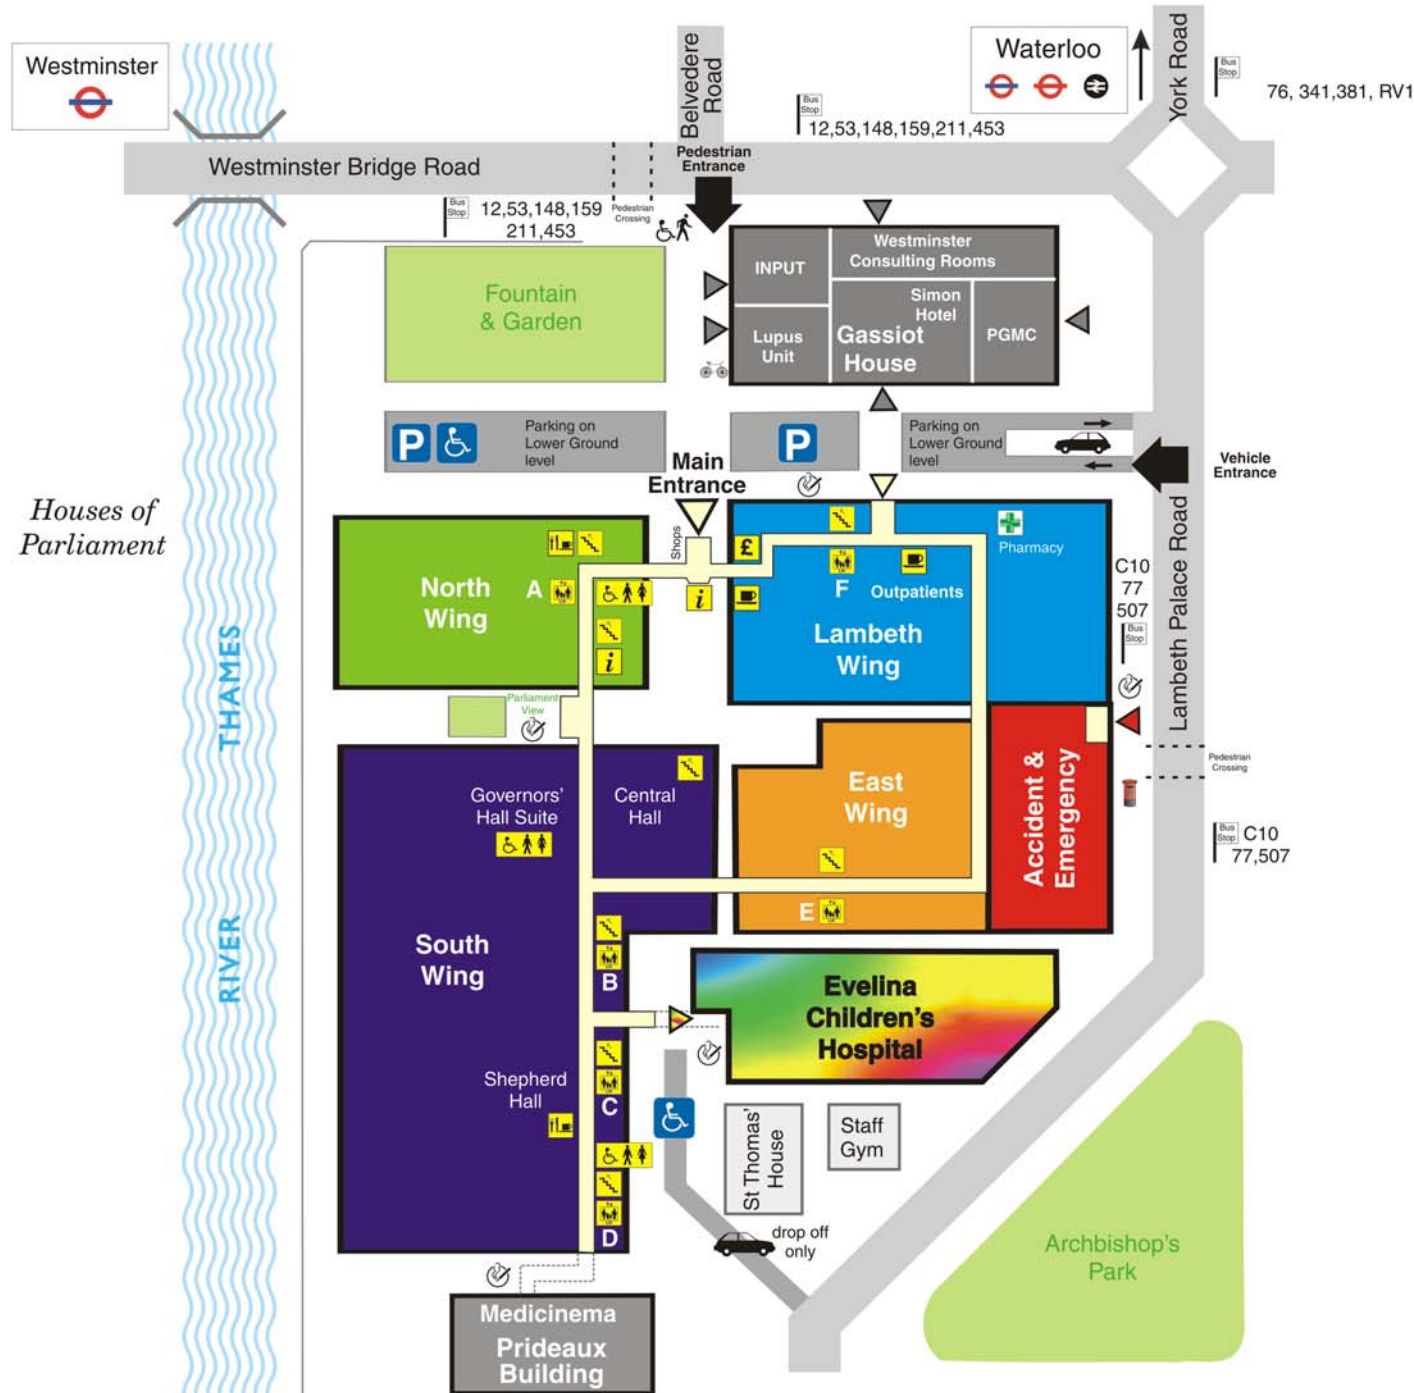 Westminster
Belvedere
Road
Waterloo
York Road
Bus
Stop
76, 341,381, RV1
Bus
Stop
12,53,148,159,211,453
Westminster Bridge Road
Pedestrian
Entrance
Bus
Stop
12,53,148,159
211,453
Pedestrian
Crossing
Fountain
& Garden
INPUT
Westminster
Consulting Rooms
Simon
Hotel
Lupus
Unit
Gassiot
House
PGMC
P
Parking on
Lower Ground
level
P
Parking on
Lower Ground
level
Vehicle
Entrance
Main
Entrance
Houses of
Parliament
Shops
North
Wing
A
i
i
£
F
Outpatients
Pharmacy
Lambeth
Wing
C10
77
507
Bus
Stop
Lambeth Palace Road
Parliament
View
RIVER THAMES
Governors'
Hall Suite
Central
Hall
East
Wing
E
Accident &
Emergency
Pedestrian
Crossing
Bus
Stop
C10
77,507
South
Wing
B
Evelina
Children's
Hospital
Shepherd
Hall
C
D
St Thomas'
House
Staff
Gym
drop off
only
Archbishop's
Park
Medicinema
Prideaux
Building